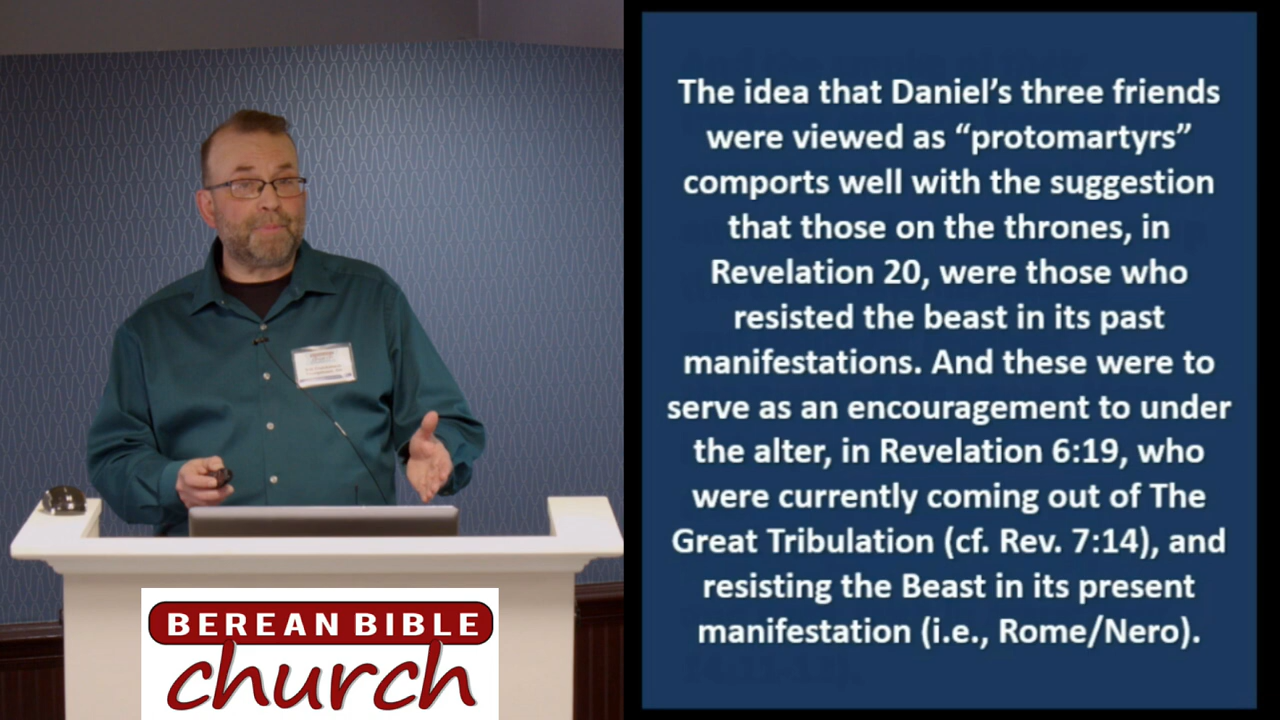 The idea that Daniel's three friends
were viewed as “protomartyrs”
comports well with the suggestion
that those on the thrones, in
Revelation 20, were those who
resisted the beast in its past
manifestations. And these were to
serve as an encouragement to under
the alter, in Revelation 6:19, who
were currently coming out of The
Great Tribulation (cf. Rev. 7:14), and
resisting the Beast in its present
manifestation (i.e., Rome/Nero).
BEREAN BIBLE
church